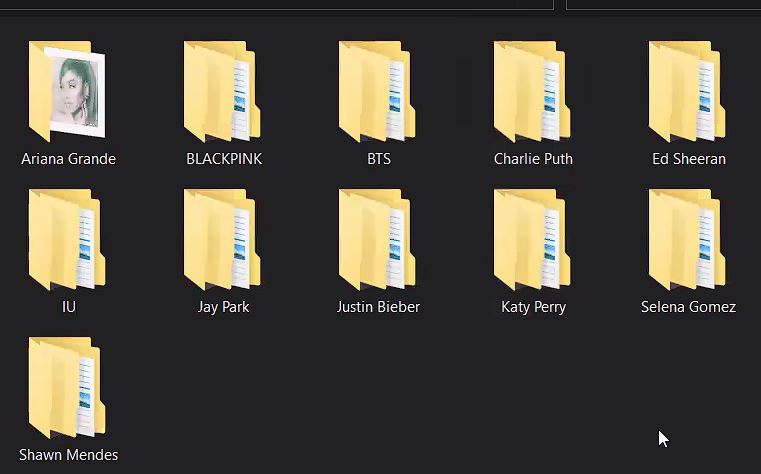 Ariana Grande
BLACKPINK
BTS
Charlie Puth
Ed Sheeran
IU
Jay Park
Justin Bieber
Katy Perry
Selena Gomez
Shawn Mendes